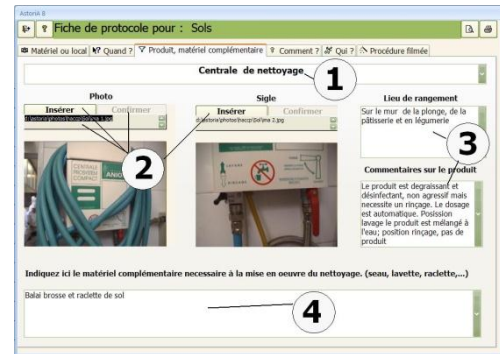 AstoriA 8
Fiche de protocole pour : Sols
Matériel ou local
Quand ?
Produit, matériel complémentaire
Comment ?
Qui ?
Procédure filmée
Centrale de nettoyage
1
Photo
Sigle
Lieu de rangement
Insérer
Confirmer
Insérer
Confirmer
Sur le mur de la plonge, de la
pâtisserie et en légumerie
2
3
CENTRALE
PROVEEN
COMPACT
ANIO
Commentaires sur le produit
Le produit est degraissant et
désinfectant, non agressif mais
necessite un rinçage. Le dosage
est automatique. Posission
lavage le produit est mélangé à
l'eau; position rinçage, pas de
produit
Indiquez ici le matériel complémentaire necessaire à la mise en oeuvre du nettoyage. (seau, lavette, raclette,...)
Balai brosse et raclette de sol
4